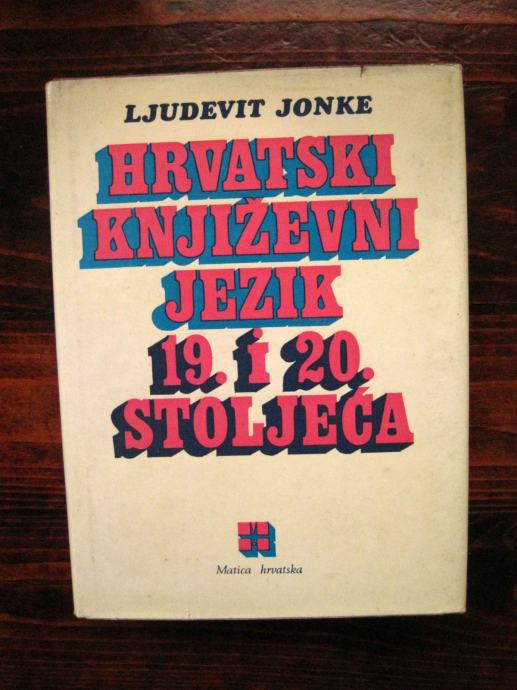 LJUDEVIT JONKE
HRVATSKI
KNJIŽEVNI
JEZIK
19. i 20.
STOLJEĆA
Matica hrvatska